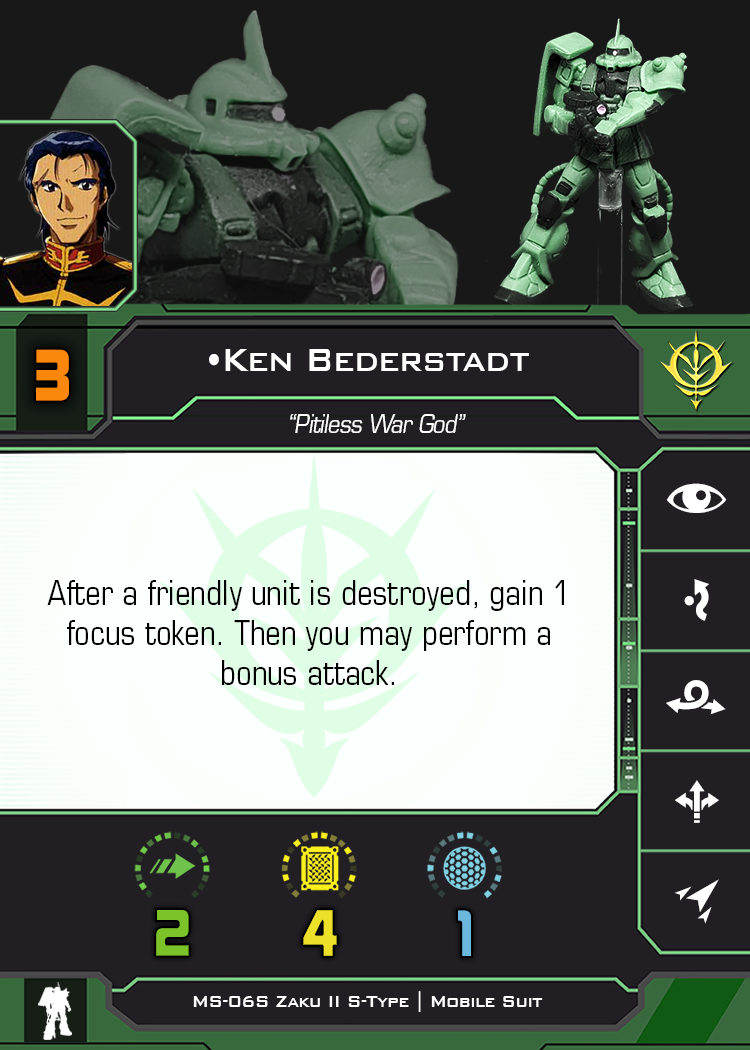 3
•Ken Bederstadt
“Pitiless War God”
After a friendly unit is destroyed, gain 1
focus token. Then you may perform a
bonus attack.
2 4 1
MS-06S Zaku II S-Type | Mobile Suit